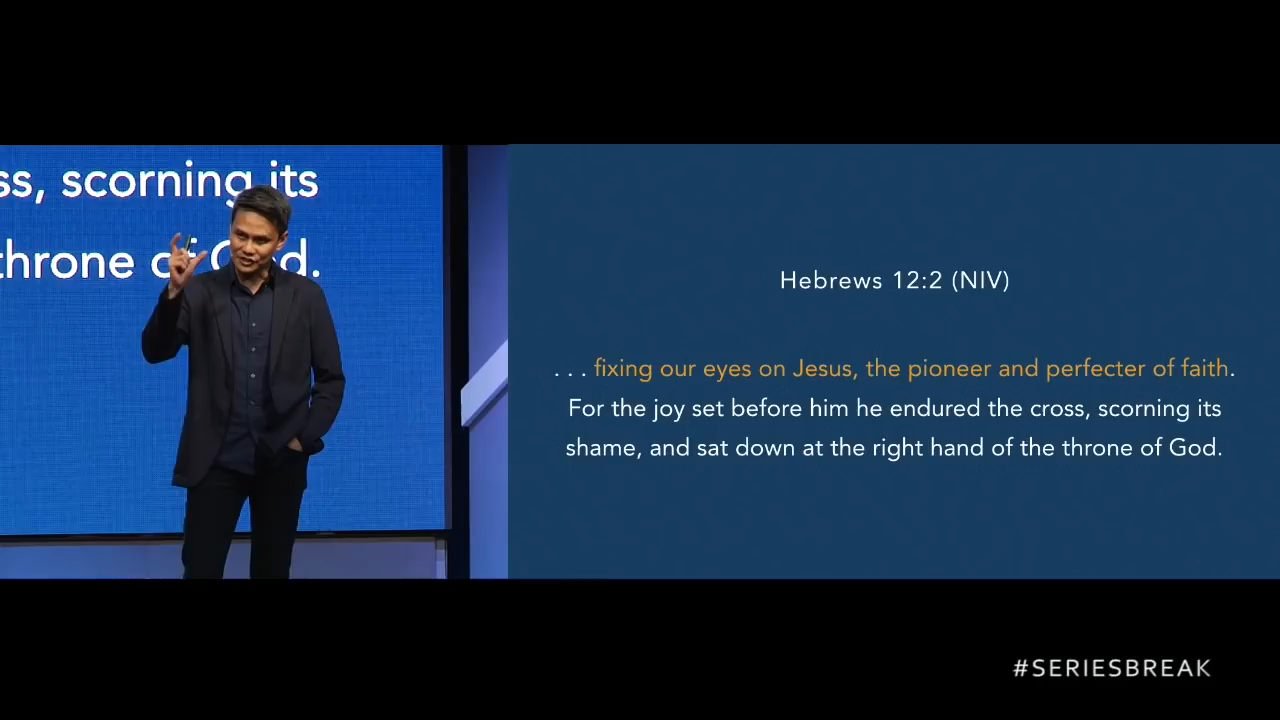 ss, scorning its
throne of God.
Hebrews 12:2 (NIV)
. . . fixing our eyes on Jesus, the pioneer and perfecter of faith.
For the joy set before him he endured the cross, scorning its
shame, and sat down at the right hand of the throne of God.
#SERIESBREAK